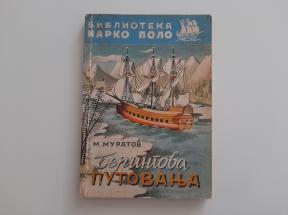 БИБЛИОТЕКА
МАРКО ПОЛО
М. МУРАТОВ
Берингова
ПУТОВАЊА